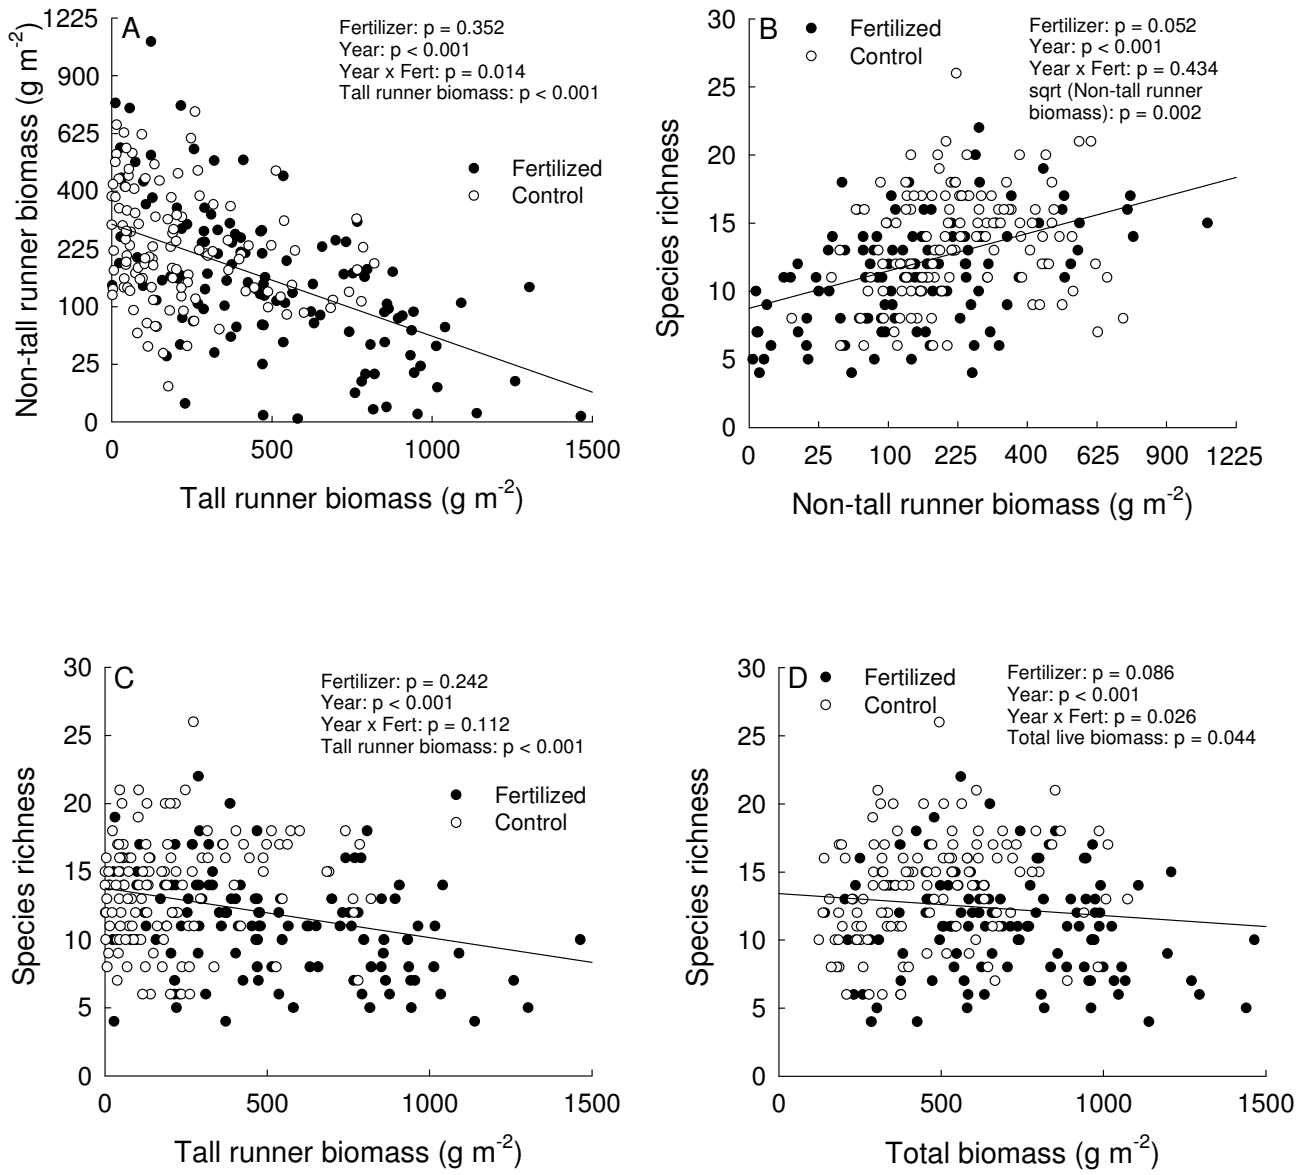 A
Fertilizer: p = 0.352
Year: p < 0.001
Year x Fert: p = 0.014
Tall runner biomass: p < 0.001
Fertilized
Control
1225
900
625
400
225
100
25
0
Non-tall runner biomass (g m-2)
0 500 1000 1500
Tall runner biomass (g m-2)
B
Fertilized
Control
Fertilizer: p = 0.052
Year: p < 0.001
Year x Fert: p = 0.434
sqrt (Non-tall runner
biomass): p = 0.002
30
25
20
15
10
5
0
Species richness
0 25 100 225 400 625 900 1225
Non-tall runner biomass (g m-2)
C
Fertilizer: p = 0.242
Year: p < 0.001
Year x Fert: p = 0.112
Tall runner biomass: p < 0.001
Fertilized
Control
30
25
20
15
10
5
0
Species richness
0 500 1000 1500
Tall runner biomass (g m-2)
D
Fertilized
Control
Fertilizer: p = 0.086
Year: p < 0.001
Year x Fert: p = 0.026
Total live biomass: p = 0.044
30
25
20
15
10
5
0
Species richness
0 500 1000 1500
Total biomass (g m-2)